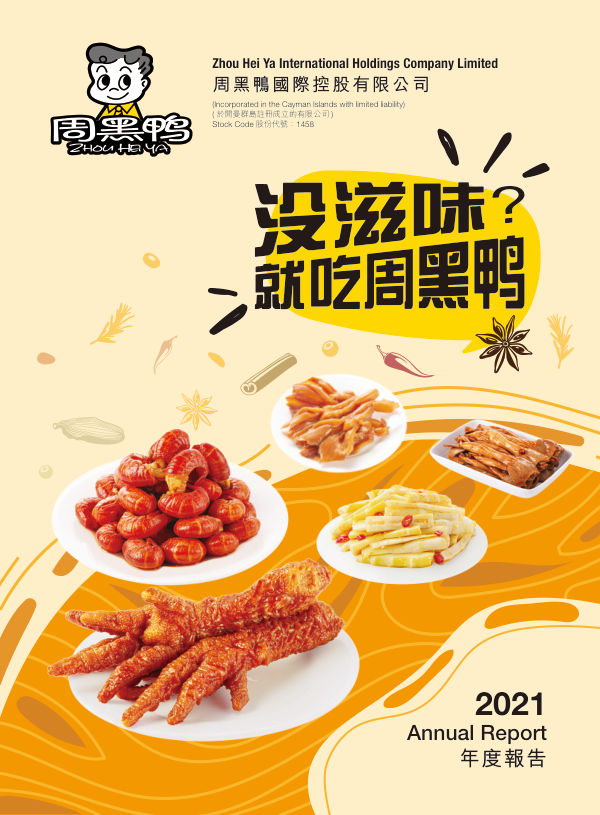 周黑鸭
ZHOU HEI YA
Zhou Hei Ya International Holdings Company Limited
周黑鴨國際控股有限公司
(Incorporated in the Cayman Islands with limited liability)
( 於開曼群島註冊成立的有限公司 )
Stock Code 股份代號：1458
没滋味?
就吃周黑鸭
2021
Annual Report
年度報告